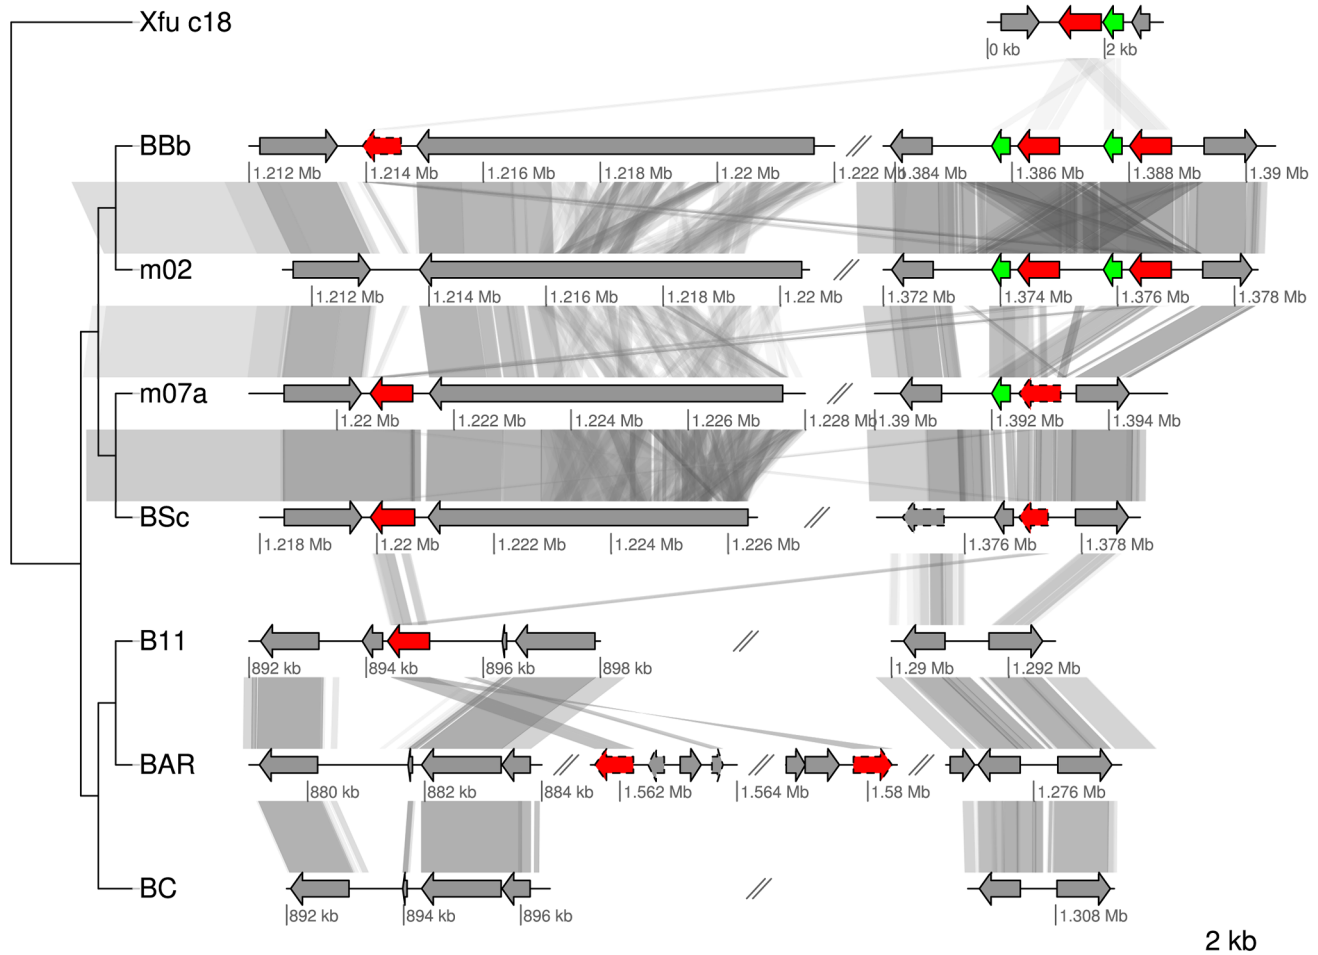 Xfu c18
0 kb 2 kb
BBb
1.212 Mb 1.214 Mb 1.216 Mb 1.218 Mb 1.22 Mb 1.222 Mb 1.384 Mb 1.386 Mb 1.388 Mb 1.39 Mb
m02
1.212 Mb 1.214 Mb 1.216 Mb 1.218 Mb 1.22 Mb 1.372 Mb 1.374 Mb 1.376 Mb 1.378 Mb
m07a
1.22 Mb 1.222 Mb 1.224 Mb 1.226 Mb 1.228 Mb 1.39 Mb 1.392 Mb 1.394 Mb
BSc
1.218 Mb 1.22 Mb 1.222 Mb 1.224 Mb 1.226 Mb 1.376 Mb 1.378 Mb
B11
892 kb 894 kb 896 kb 898 kb 1.29 Mb 1.292 Mb
BAR
880 kb 882 kb 884 kb 1.562 Mb 1.564 Mb 1.58 Mb 1.276 Mb
BC
892 kb 894 kb 896 kb 1.308 Mb
2 kb